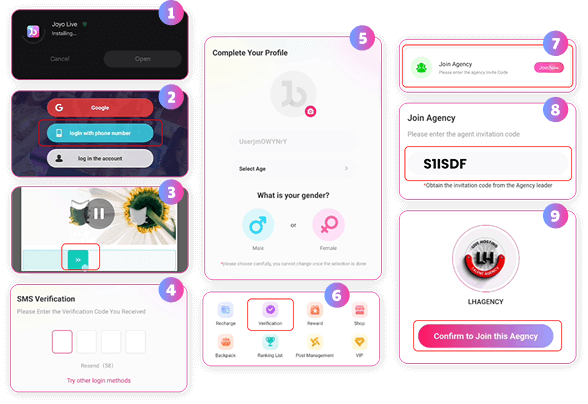 1
Joyo Live
Installing...
Cancel
Open
2
Google
login with phone number
log in the account
3
4
SMS Verification
Please Enter the Verification Code You Received
Resend (58)
Try other login methods
5
Complete Your Profile
UserjmOWYNrY
Select Age
What is your gender?
or
Male
Female
*please choose carefully, you cannot change once the selection is done
6
Recharge
Verification
Reward
Shop
Backpack
Ranking List
Post Management
VIP
7
Join Agency
Please enter the agency Invite Code
Join Now
8
Join Agency
Please enter the agent invitation code
S1ISDF
*Obtain the invitation code from the Agency leader
9
LIVE HOSTING
LH
TALENT AGENCY
LHAGENCY
Confirm to Join this Aegncy